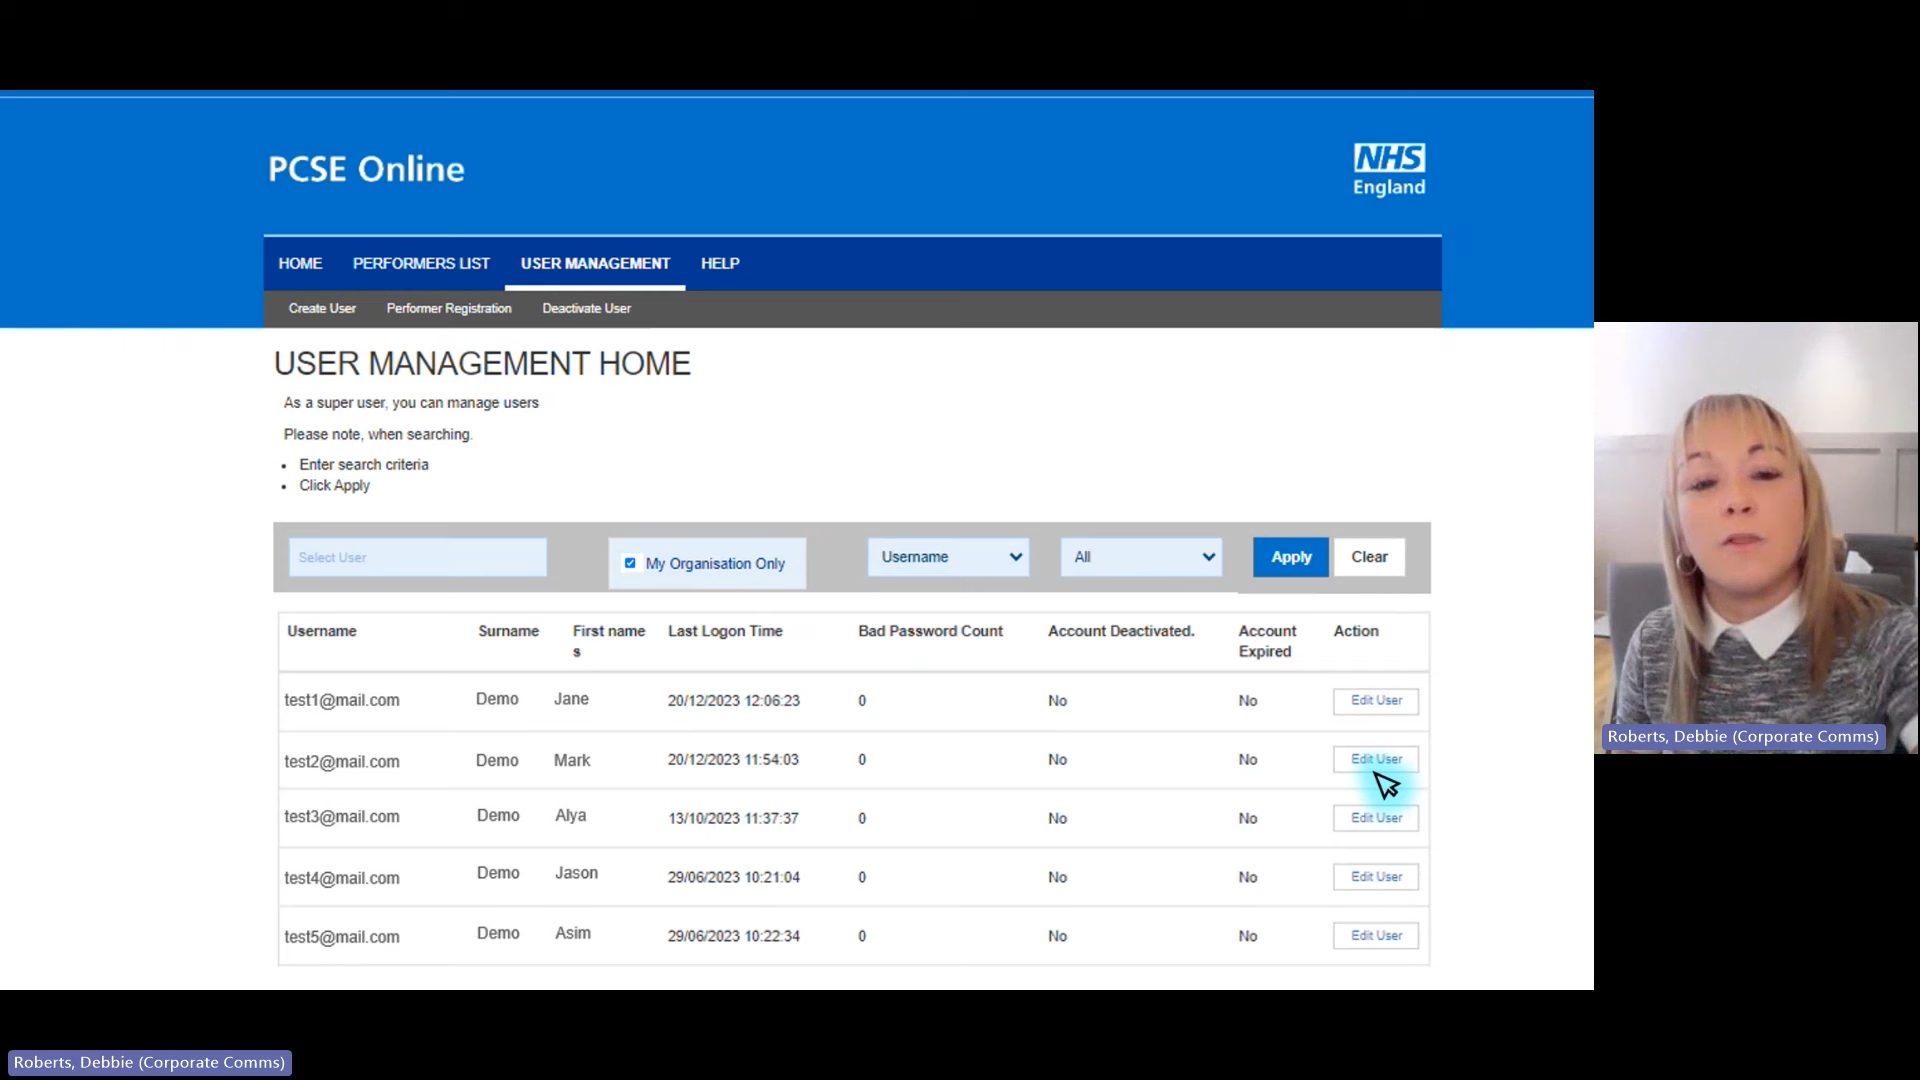 PCSE Online
NHS
England
HOME PERFORMERS LIST USER MANAGEMENT HELP
Create User Performer Registration Deactivate User
USER MANAGEMENT HOME
As a super user, you can manage users
Please note, when searching.
• Enter search criteria
• Click Apply
Select User My Organisation Only Username All Apply Clear
Username Surname First name Last Logon Time Bad Password Count Account Deactivated. Account Action
s Expired
test1@mail.com Demo Jane 20/12/2023 12:06:23 0 No No Edit User
test2@mail.com Demo Mark 20/12/2023 11:54:03 0 No No Edit User
test3@mail.com Demo Alya 13/10/2023 11:37:37 0 No No Edit User
test4@mail.com Demo Jason 29/06/2023 10:21:04 0 No No Edit User
test5@mail.com Demo Asim 29/06/2023 10:22:34 0 No No Edit User
Roberts, Debbie (Corporate Comms)
Roberts, Debbie (Corporate Comms)